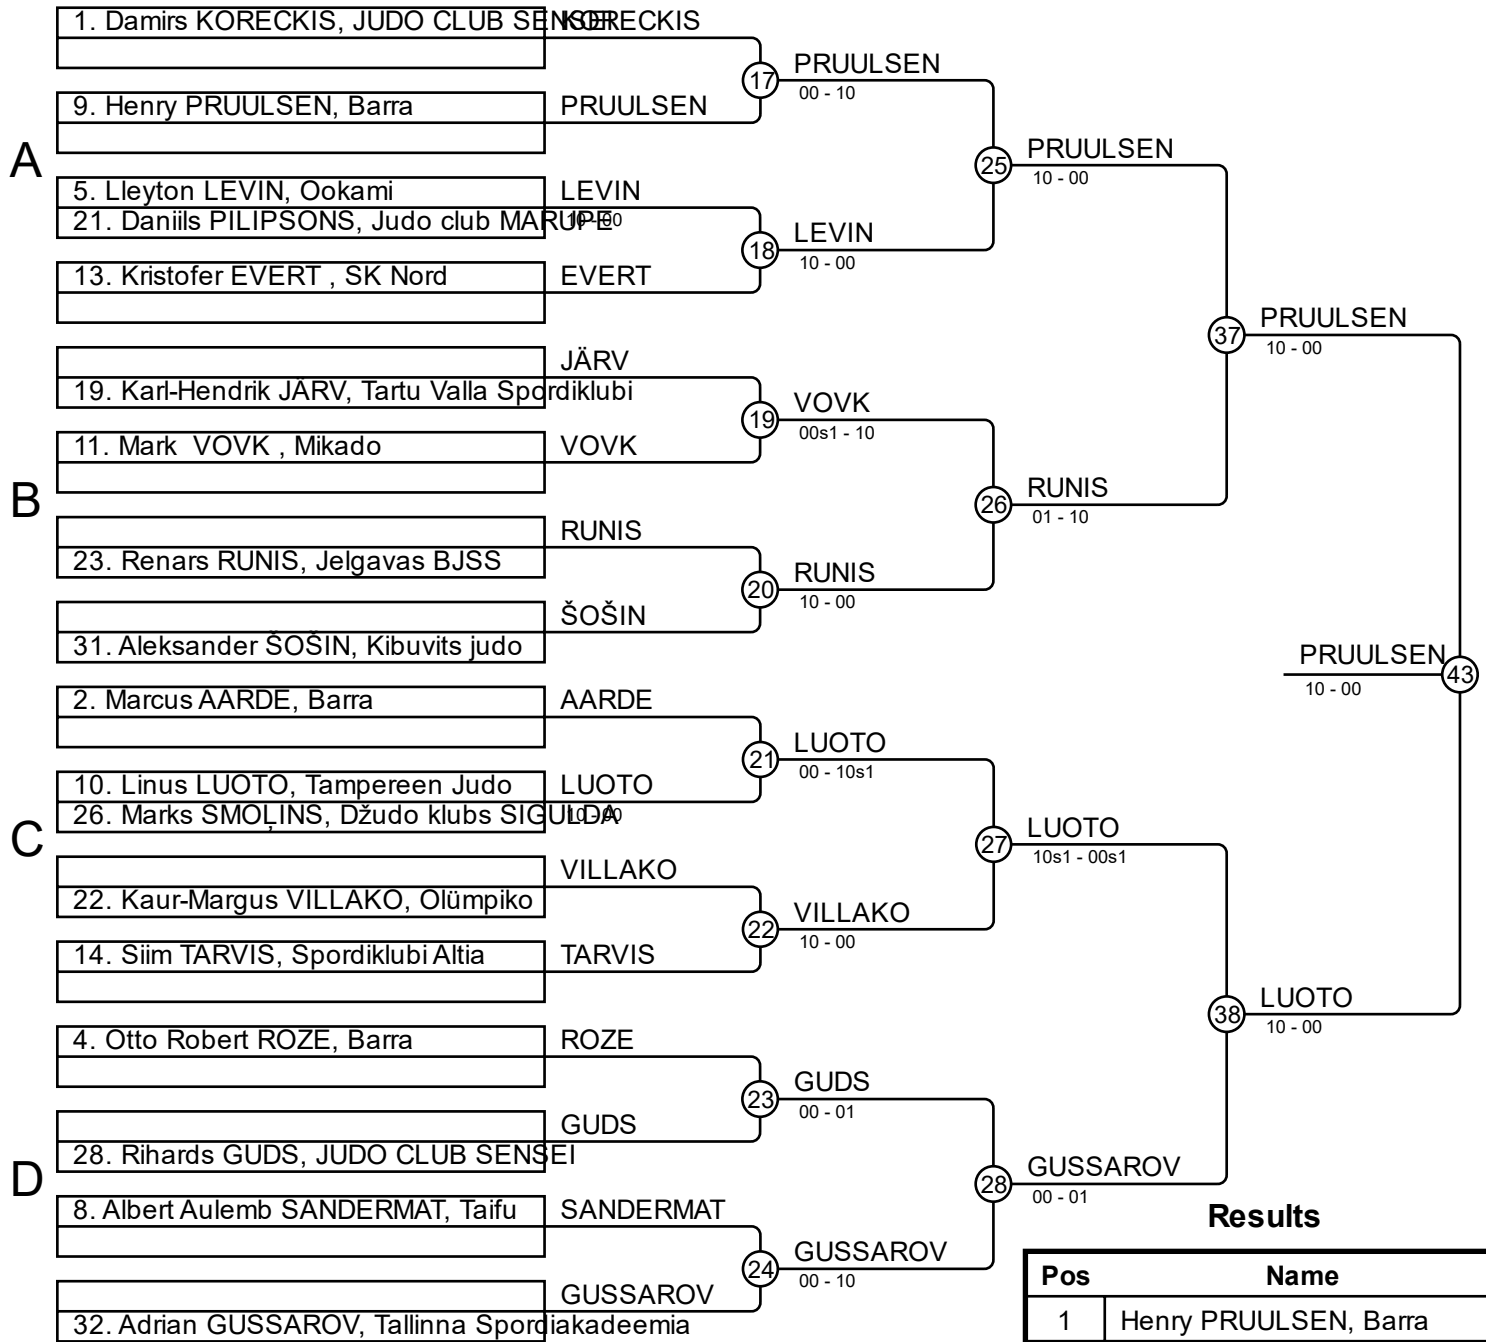 1. Damirs KORECKIS, JUDO CLUB SENSEI
KORECKIS
17
PRUULSEN
00 - 10
9. Henry PRUULSEN, Barra
PRUULSEN
A
25
PRUULSEN
10 - 00
5. Lleyton LEVIN, Ookami
LEVIN
21. Daniils PILIPSONS, Judo club MARUPE
10 - 00
18
LEVIN
10 - 00
13. Kristofer EVERT , SK Nord
EVERT
37
PRUULSEN
10 - 00
JÄRV
19. Karl-Hendrik JÄRV, Tartu Valla Spordiklubi
19
VOVK
00s1 - 10
11. Mark  VOVK , Mikado
VOVK
B
26
RUNIS
01 - 10
RUNIS
23. Renars RUNIS, Jelgavas BJSS
20
RUNIS
10 - 00
ŠOŠIN
31. Aleksander ŠOŠIN, Kibuvits judo
PRUULSEN
10 - 00
43
2. Marcus AARDE, Barra
AARDE
21
LUOTO
00 - 10s1
10. Linus LUOTO, Tampereen Judo
LUOTO
26. Marks SMOĻINS, Džudo klubs SIGULDA
10 - 00
C
27
LUOTO
10s1 - 00s1
VILLAKO
22. Kaur-Margus VILLAKO, Olümpiko
22
VILLAKO
10 - 00
14. Siim TARVIS, Spordiklubi Altia
TARVIS
38
LUOTO
10 - 00
4. Otto Robert ROZE, Barra
ROZE
23
GUDS
00 - 01
GUDS
28. Rihards GUDS, JUDO CLUB SENSEI
D
28
GUSSAROV
00 - 01
8. Albert Aulemb SANDERMAT, Taifu
SANDERMAT
24
GUSSAROV
00 - 10
GUSSAROV
32. Adrian GUSSAROV, Tallinna Spordiakadeemia
Results
Pos Name
1 Henry PRUULSEN, Barra